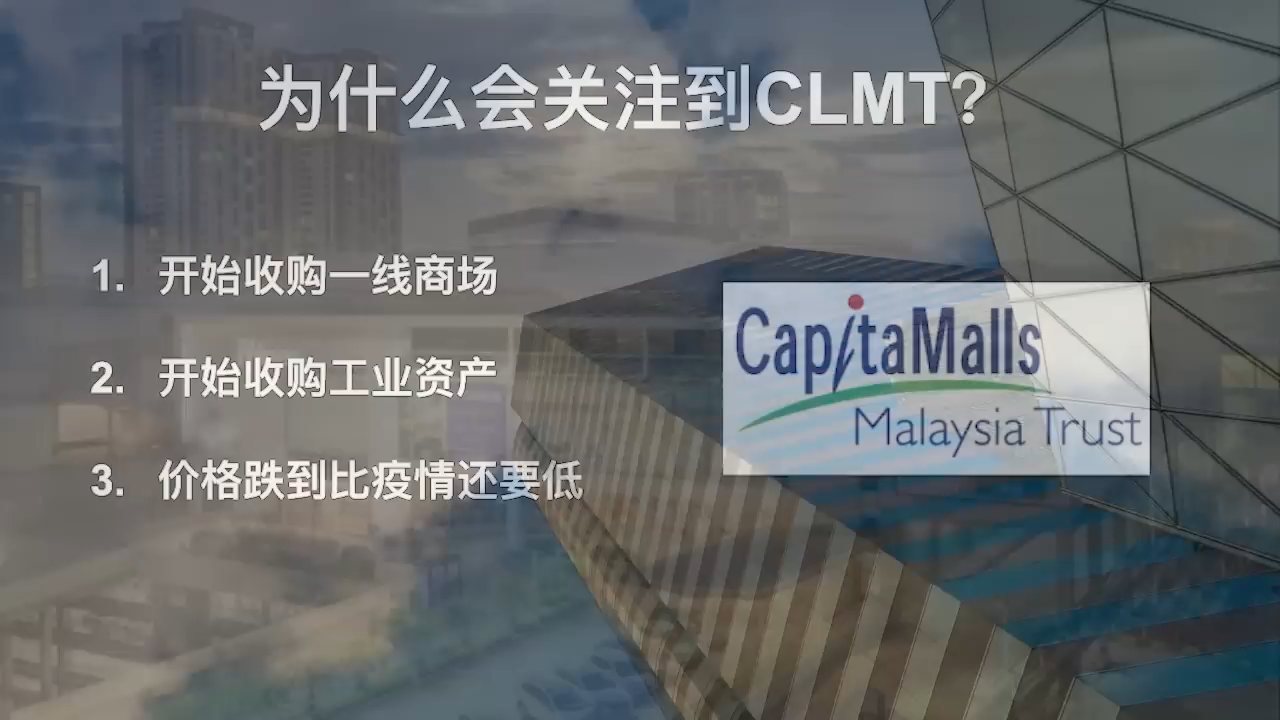 为什么会关注到CLMT?
1. 开始收购一线商场
2. 开始收购工业资产
3. 价格跌到比疫情还要低
CapitaMalls
Malaysia Trust